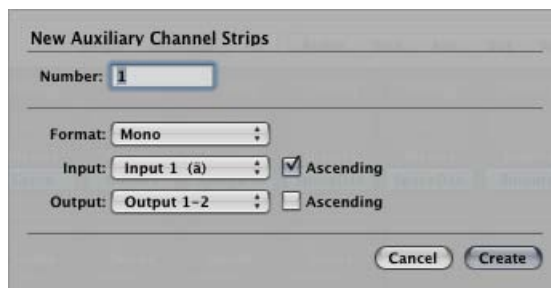 New Auxiliary Channel Strips
Number: 1
Format: Mono
Input: Input 1 (ā) Ascending
Output: Output 1-2 Ascending
Cancel Create